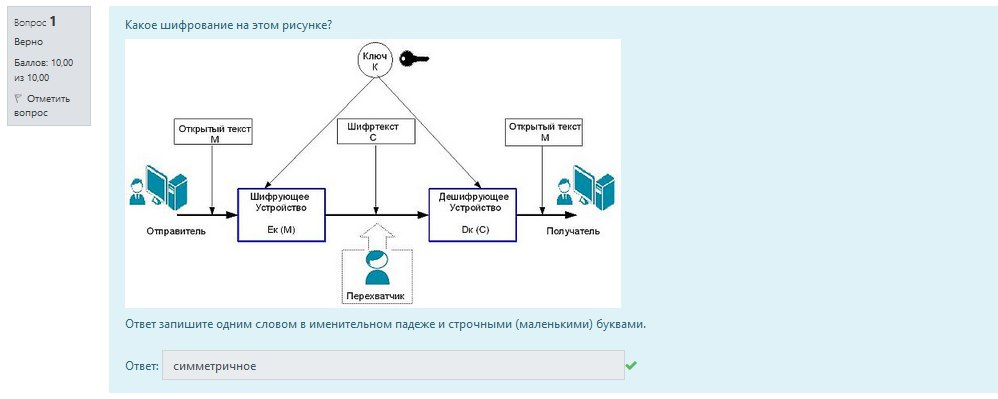 Вопрос 1
Верно
Баллов: 10,00
из 10,00
Отметить
вопрос
Какое шифрование на этом рисунке?
Ключ
К
Открытый текст
М
Шифртекст
С
Открытый текст
М
Шифрующее
Устройство
Ек (М)
Дешифрующее
Устройство
Dк (С)
Отправитель
Получатель
Перехватчик
Ответ запишите одним словом в именительном падеже и строчными (маленькими) буквами.
Ответ: симметричное